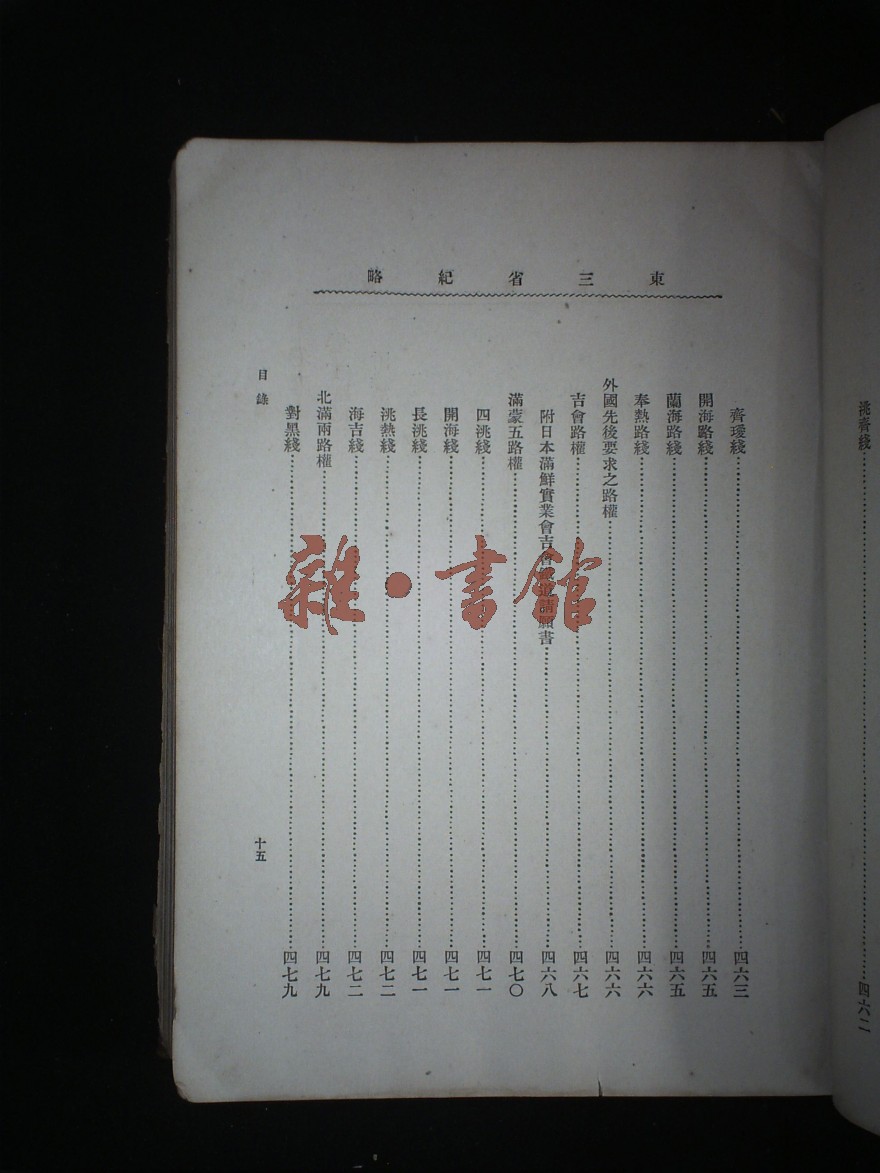 洮齊綫……四六二
東三省紀略
齊璦綫……四六三
開海路綫……四六五
蘭海路綫……四六五
奉熱路綫……四六六
外國先後要求之路權……四六六
吉會路權……四六七
附日本滿鮮實業會吉會請願書……四六八
滿蒙五路權……四七〇
四洮綫……四七一
開海綫……四七一
長洮綫……四七一
洮熱綫……四七二
海吉綫……四七二
北滿兩路權……四七九
對黑綫……四七九
目錄
十五
雜·書館